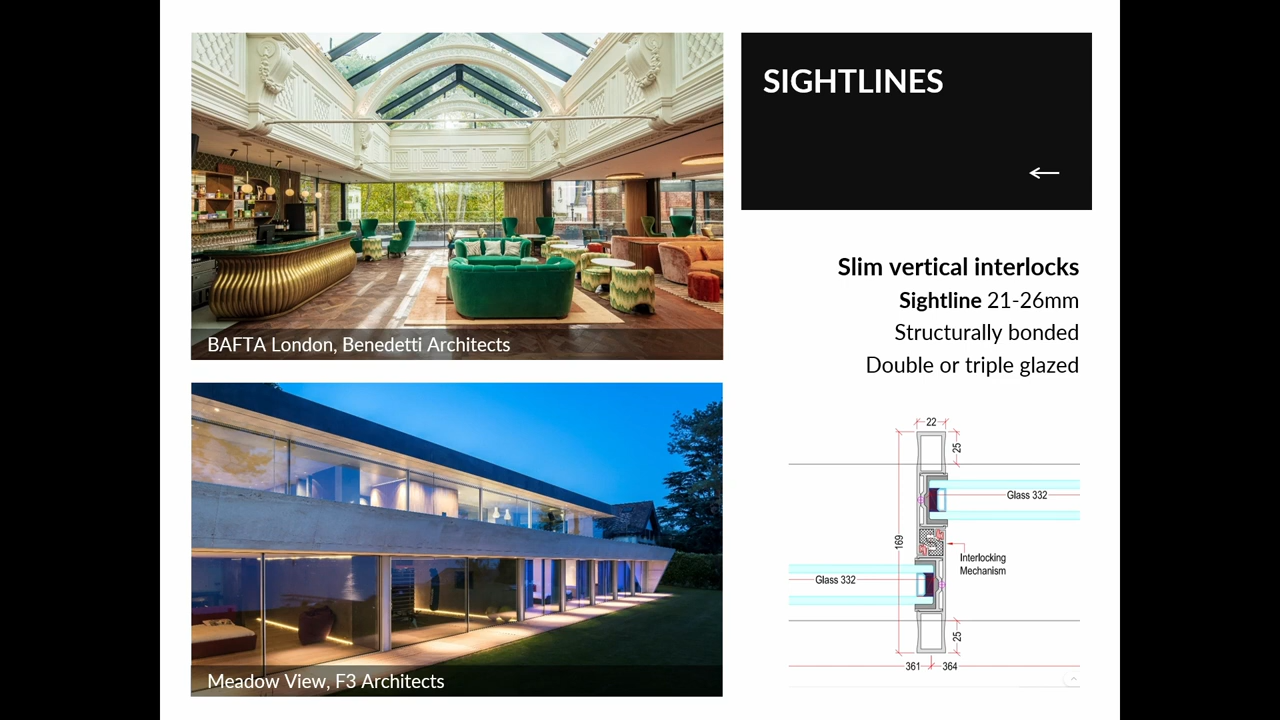 BAFTA London, Benedetti Architects
Meadow View, F3 Architects
SIGHTLINES
Slim vertical interlocks
Sightline 21-26mm
Structurally bonded
Double or triple glazed
22
25
Glass 332
169
Interlocking
Mechanism
Glass 332
25
361
364